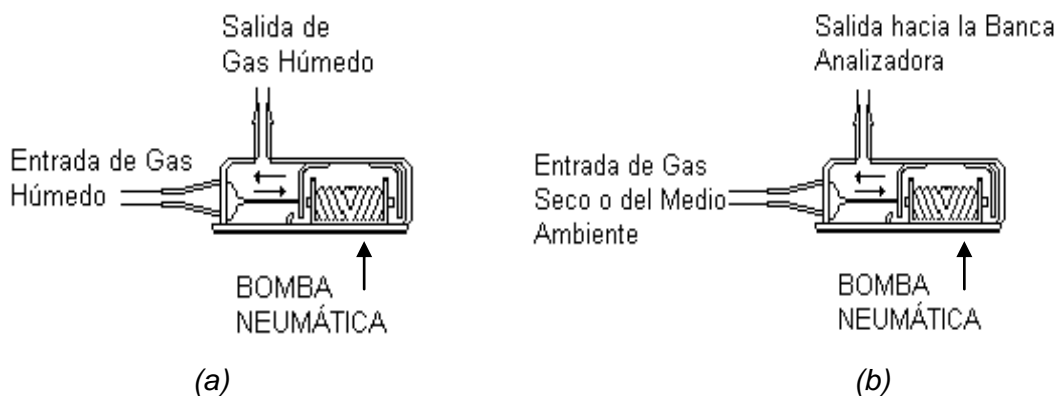 Salida de
Gas Húmedo
Entrada de Gas
Húmedo
BOMBA
NEUMÁTICA
(a)
Salida hacia la Banca
Analizadora
Entrada de Gas
Seco o del Medio
Ambiente
BOMBA
NEUMÁTICA
(b)